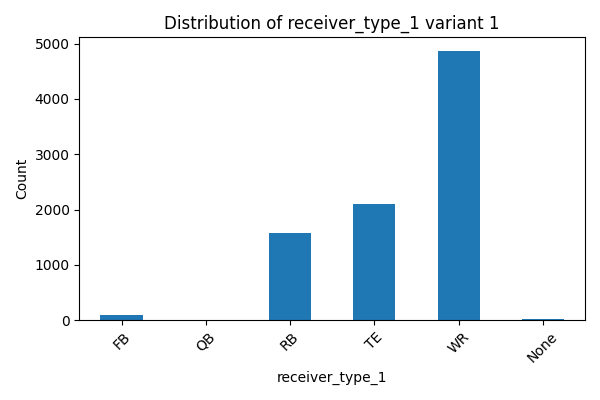 Distribution of receiver_type_1 variant 1
Count
5000
4000
3000
2000
1000
0
FB QB RB TE WR None
receiver_type_1